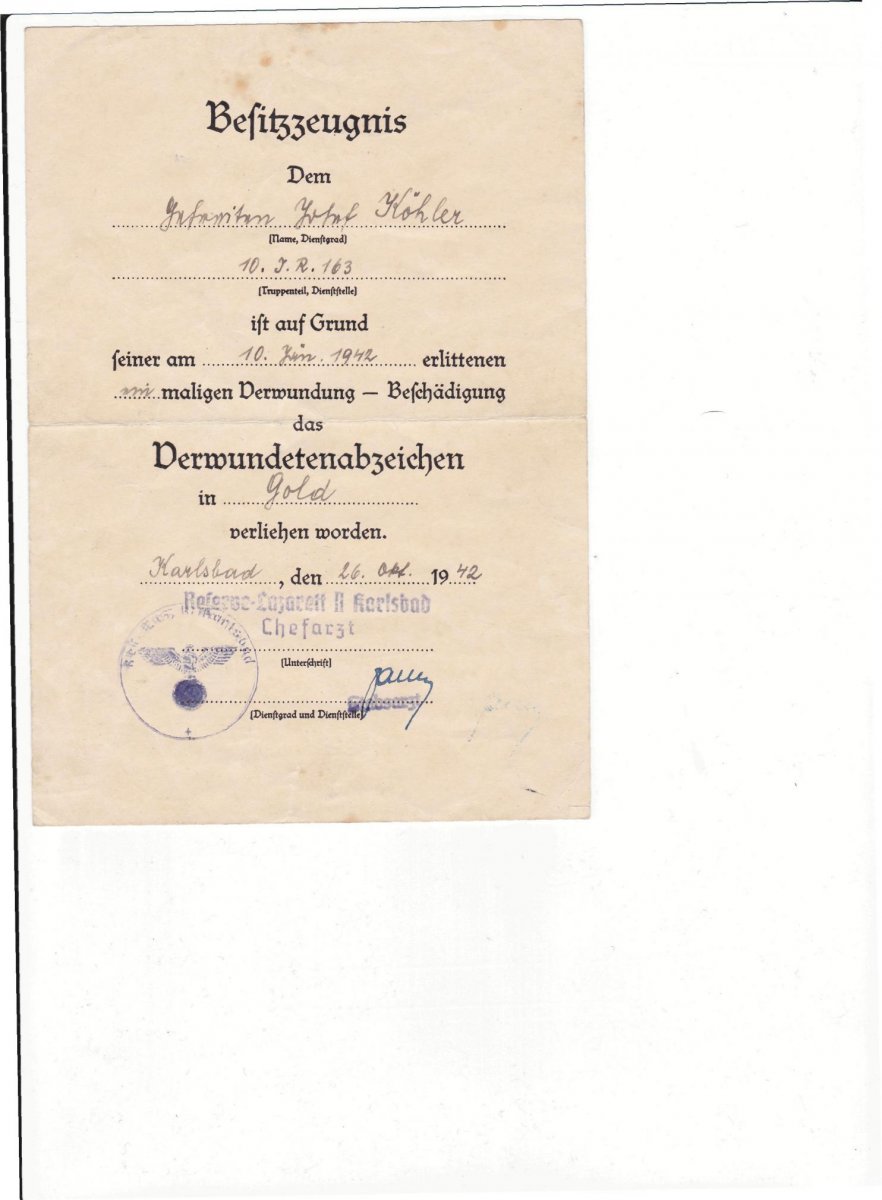 Besitzzeugnis
Dem
Gefreiten Josef Köhler
(Name, Dienstgrad)
10. J. R. 163
(Truppenteil, Dienststelle)
ist auf Grund
seiner am 10. Jän. 1942 erlittenen
maligen Verwundung – Beschädigung
das
Verwundetenabzeichen
in Gold
verliehen worden.
Karlsbad, den 26. Okt. 1942
Reserve-Lazarett II Karlsbad
Chefarzt
(Unterschrift)
(Dienstgrad und Dienststelle)